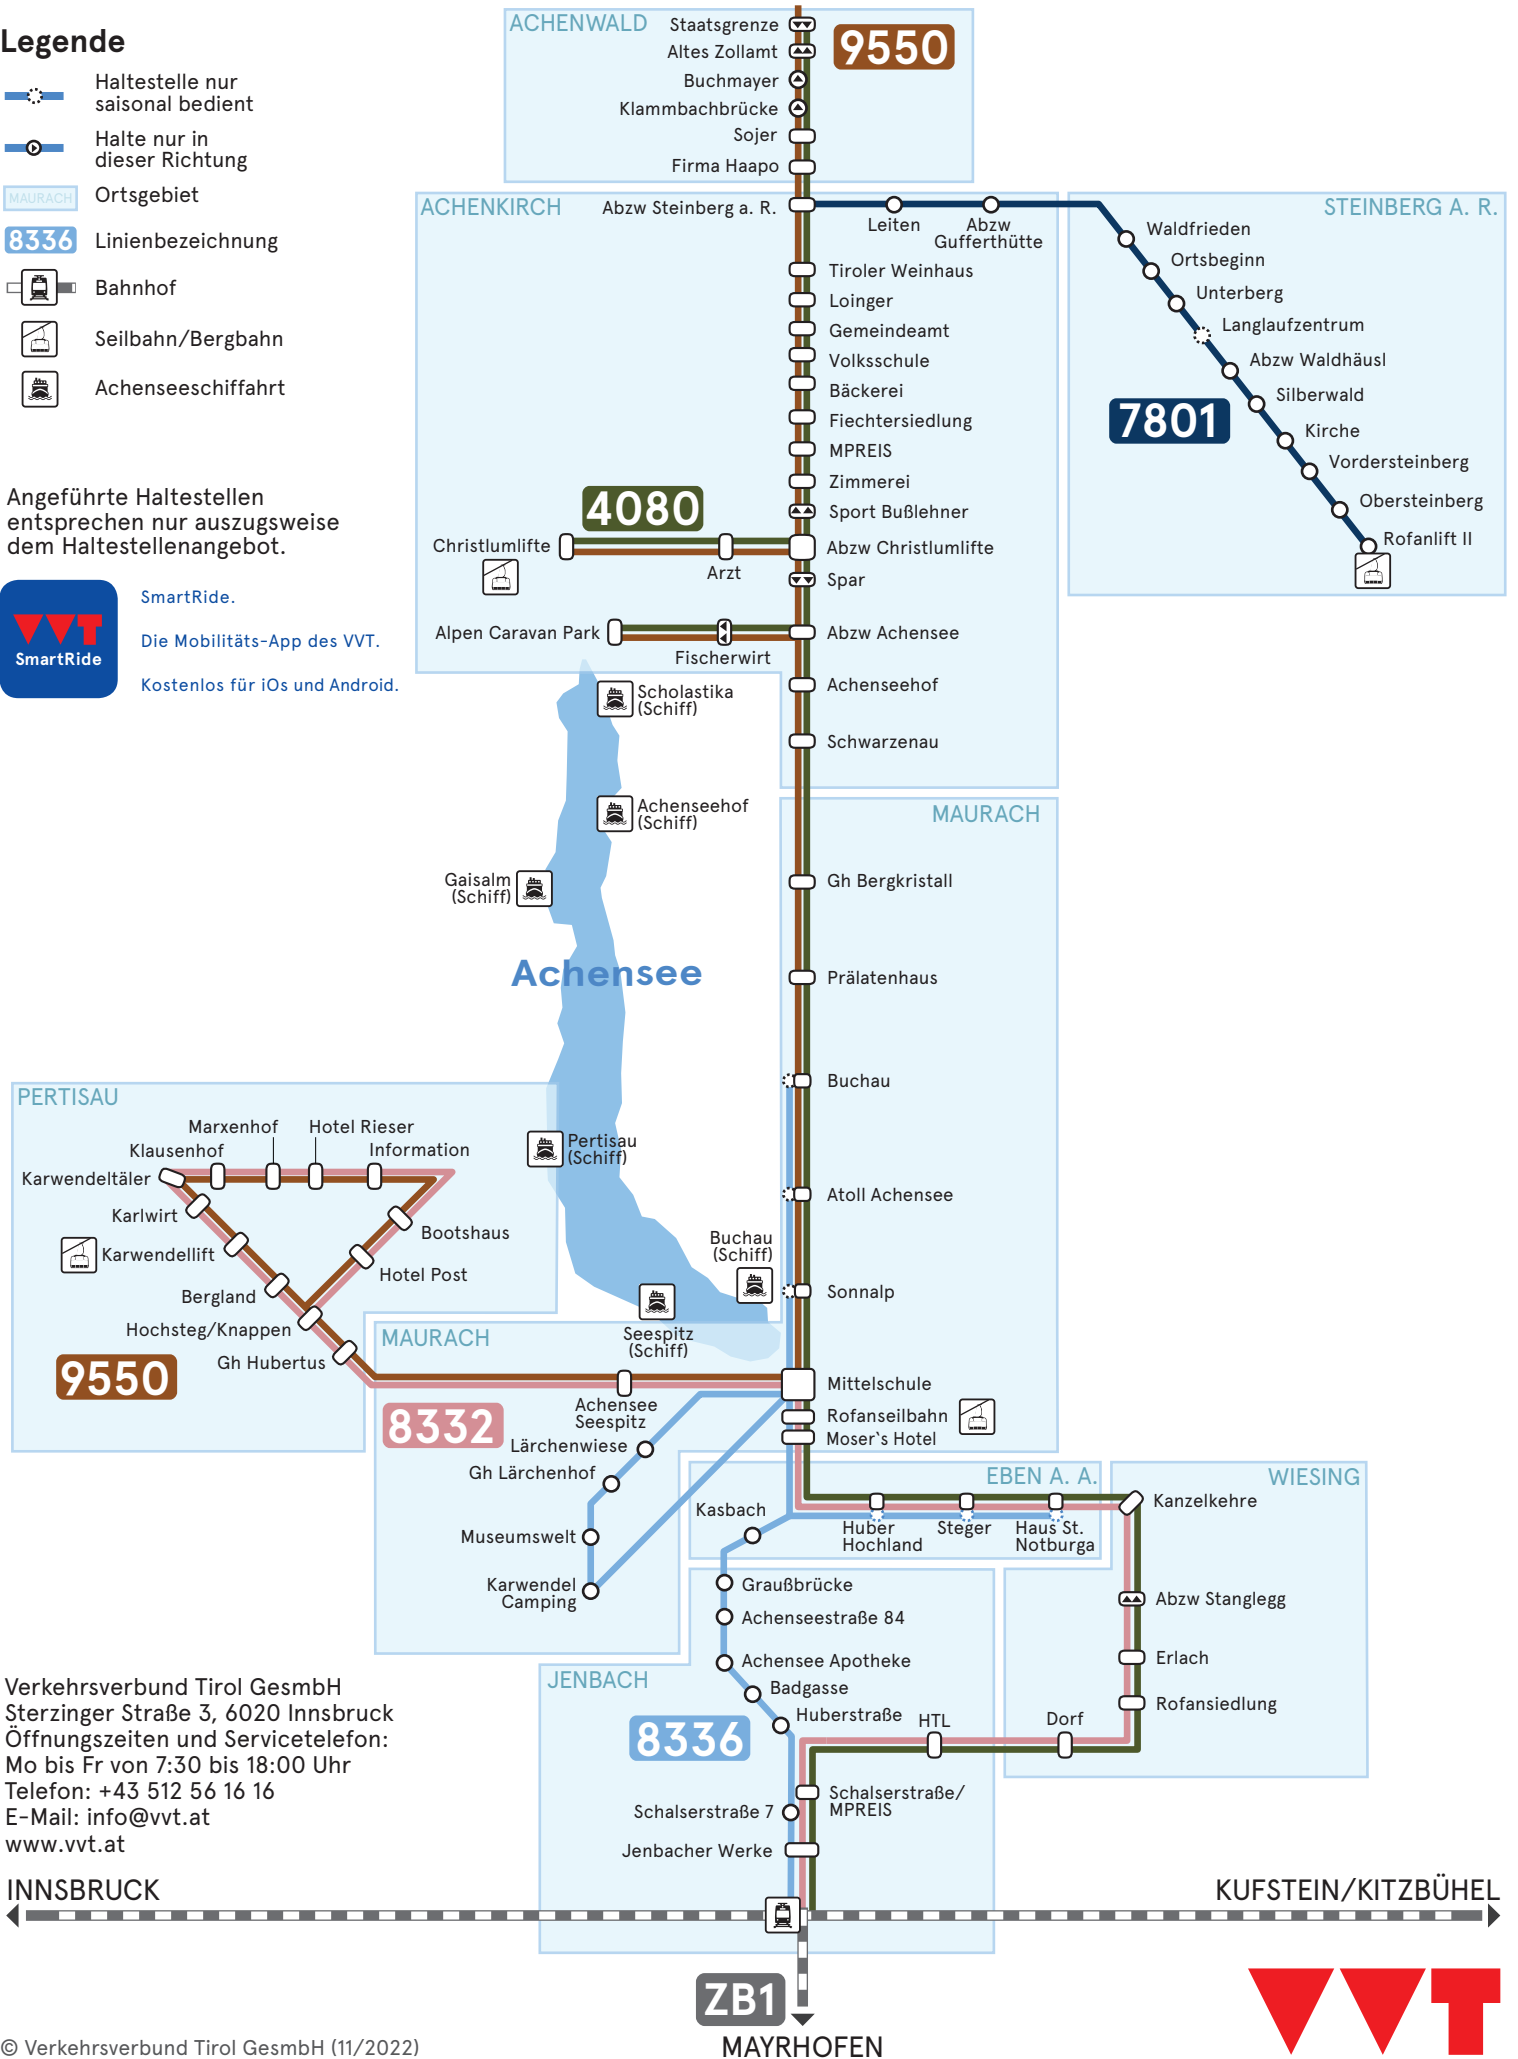 Legende
Haltestelle nur
saisonal bedient
Halte nur in
dieser Richtung
MAURACH
Ortsgebiet
8336
Linienbezeichnung
Bahnhof
Seilbahn/Bergbahn
Achenseeschiffahrt
Angeführte Haltestellen
entsprechen nur auszugsweise
dem Haltestellenangebot.
VVT
SmartRide
SmartRide.
Die Mobilitäts-App des VVT.
Kostenlos für iOs und Android.
ACHENWALD
Staatsgrenze
9550
Altes Zollamt
Buchmayer
Klammbachbrücke
Sojer
Firma Haapo
ACHENKIRCH
Abzw Steinberg a. R.
Leiten
Abzw
Gufferthütte
STEINBERG A. R.
Waldfrieden
Ortsbeginn
Unterberg
Langlaufzentrum
Abzw Waldhäusl
Silberwald
Kirche
Vordersteinberg
Obersteinberg
Rofanlift II
7801
Tiroler Weinhaus
Loinger
Gemeindeamt
Volksschule
Bäckerei
Fiechtersiedlung
MPREIS
Zimmerei
Sport Bußlehner
4080
Christlumlifte
Arzt
Abzw Christlumlifte
Spar
Alpen Caravan Park
Fischerwirt
Abzw Achensee
Achenseehof
Schwarzenau
Scholastika
(Schiff)
Achenseehof
(Schiff)
Gaisalm
(Schiff)
Achensee
MAURACH
Gh Bergkristall
Prälatenhaus
Buchau
Atoll Achensee
Sonnalp
Pertisau
(Schiff)
Buchau
(Schiff)
Seespitz
(Schiff)
PERTISAU
Marxenhof
Hotel Rieser
Klausenhof
Information
Karwendeltäler
Karlwirt
Karwendellift
Bootshaus
Hotel Post
Bergland
Hochsteg/Knappen
Gh Hubertus
9550
MAURACH
8332
Achensee
Seespitz
Lärchenwiese
Gh Lärchenhof
Museumswelt
Karwendel
Camping
Mittelschule
Rofanseilbahn
Moser's Hotel
EBEN A. A.
Kasbach
Huber
Hochland
Steger
Haus St.
Notburga
WIESING
Kanzelkehre
Abzw Stanglegg
Erlach
Rofansiedlung
Dorf
HTL
Graußbrücke
Achenseestraße 84
Achensee Apotheke
Badgasse
Huberstraße
JENBACH
8336
Schalserstraße/
MPREIS
Schalserstraße 7
Jenbacher Werke
Verkehrsverbund Tirol GesmbH
Sterzinger Straße 3, 6020 Innsbruck
Öffnungszeiten und Servicetelefon:
Mo bis Fr von 7:30 bis 18:00 Uhr
Telefon: +43 512 56 16 16
E-Mail: info@vvt.at
www.vvt.at
INNSBRUCK
KUFSTEIN/KITZBÜHEL
ZB1
MAYRHOFEN
VVT
© Verkehrsverbund Tirol GesmbH (11/2022)